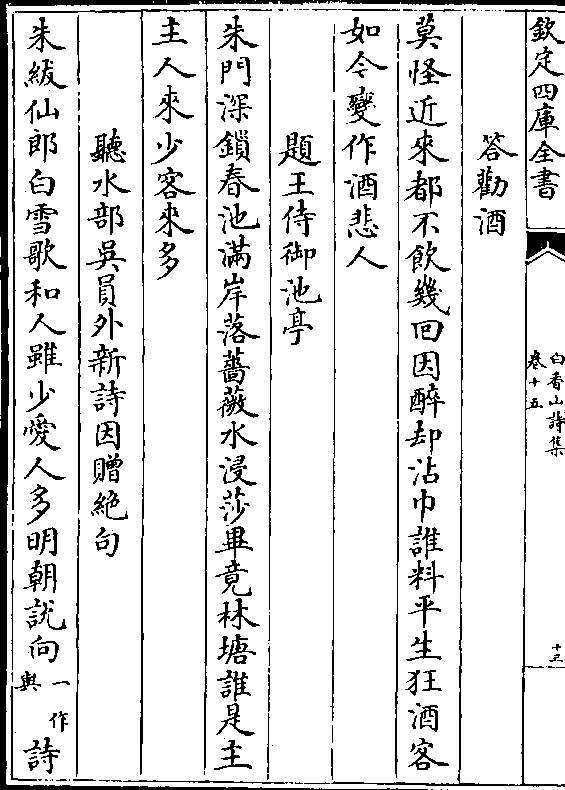 欽定四庫全書
白香山詩集
卷十五
答勸酒
莫怪近來都不飲幾回因醉却沾巾誰料平生狂酒客
如今變作酒悲人
題王侍御池亭
朱門深鎖春池滿岸落薔薇水浸莎畢竟林塘誰是主
主人來少客來多
聽水部吳員外新詩因贈絶句
朱紱仙郎白雪歌和人雖少愛人多明朝說向一作與詩